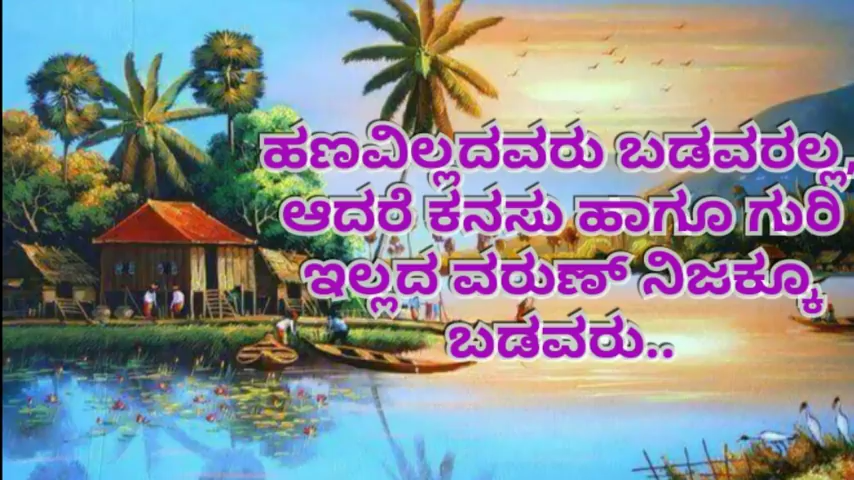 ಹಣವಿಲ್ಲದವರು ಬಡವರಲ್ಲ,
ಆದರೆ ಕನಸು ಹಾಗೂ ಗುರಿ
ಇಲ್ಲದ ವರುಣ್ ನಿಜಕ್ಕೂ
ಬಡವರು..